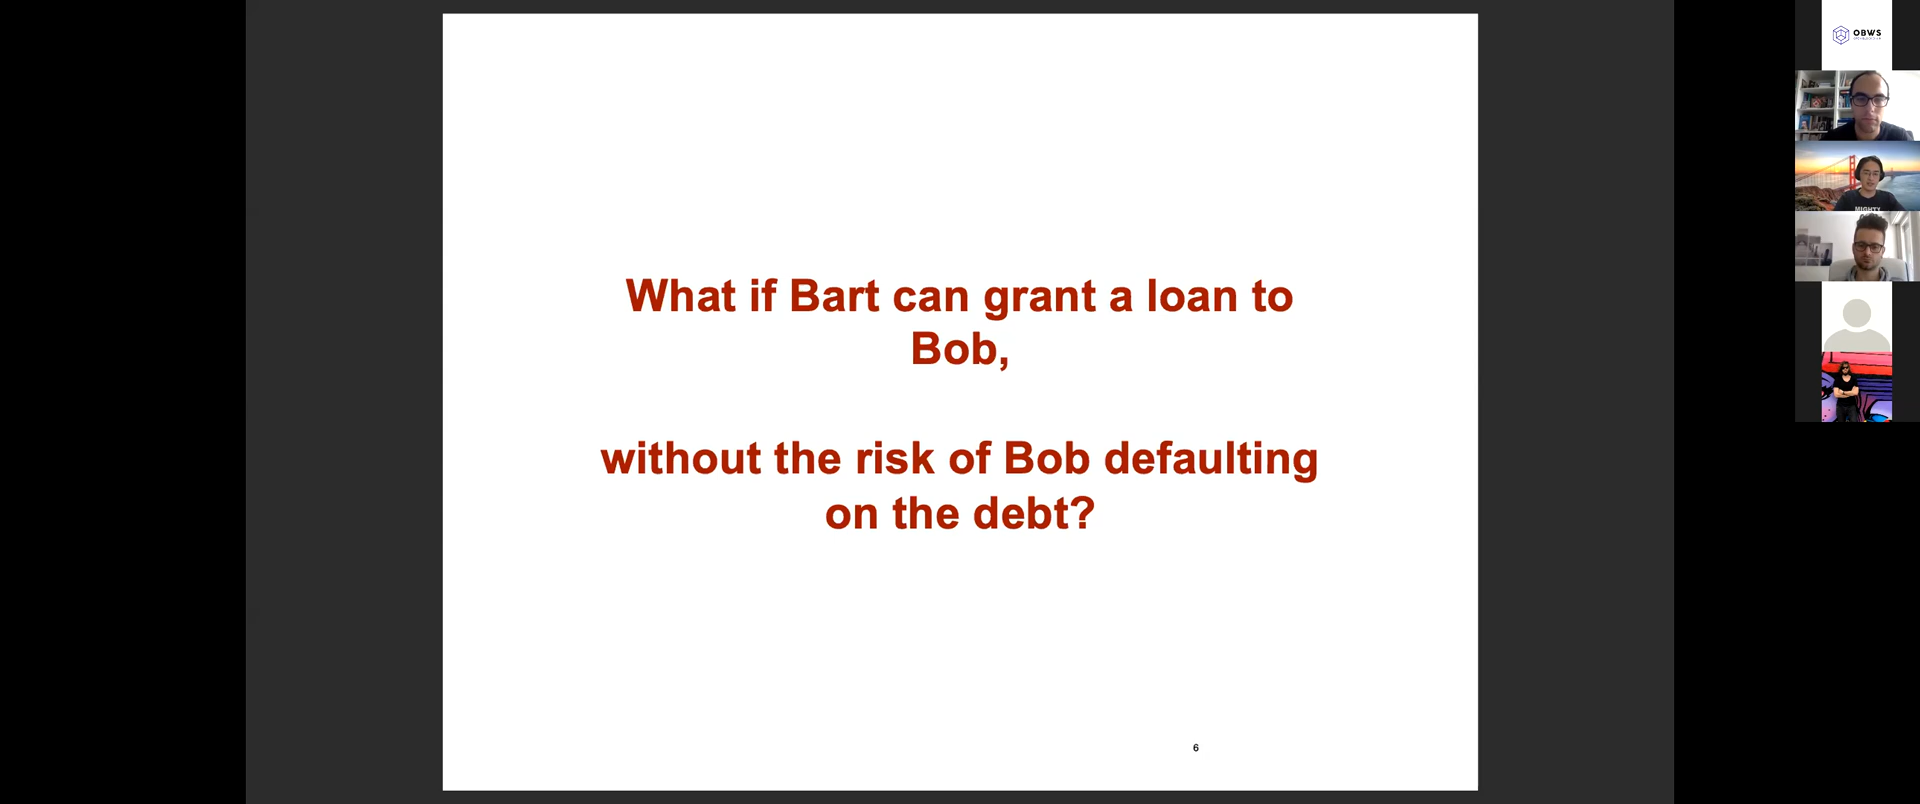 What if Bart can grant a loan to
Bob,
without the risk of Bob defaulting
on the debt?
6
OBWS
MIGHTY